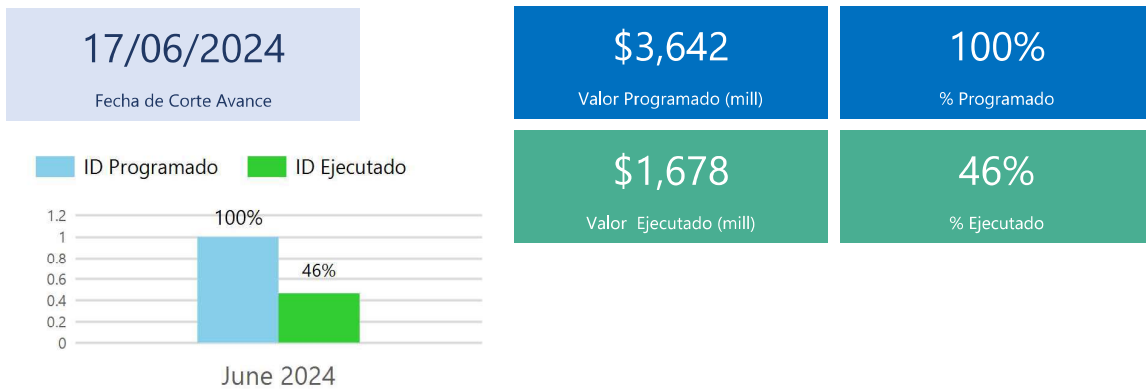 17/06/2024
Fecha de Corte Avance
$3,642
Valor Programado (mill)
100%
% Programado
$1,678
Valor Ejecutado (mill)
46%
% Ejecutado
ID Programado
ID Ejecutado
1.2
1
0.8
0.6
0.4
0.2
0
100%
46%
June 2024